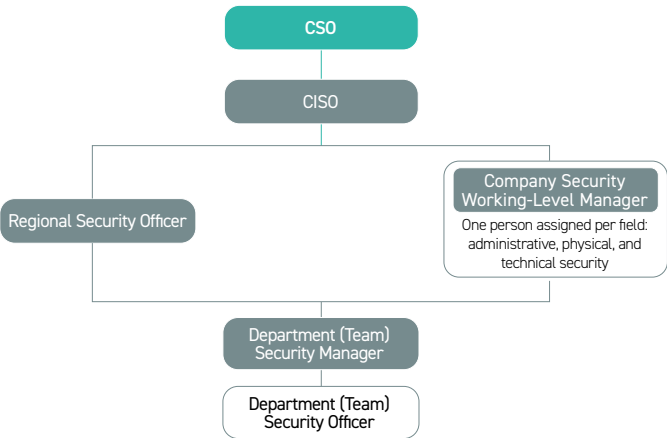 CSO
CISO
Regional Security Officer
Company Security
Working-Level Manager
One person assigned per field:
administrative, physical, and
technical security
Department (Team)
Security Manager
Department (Team)
Security Officer